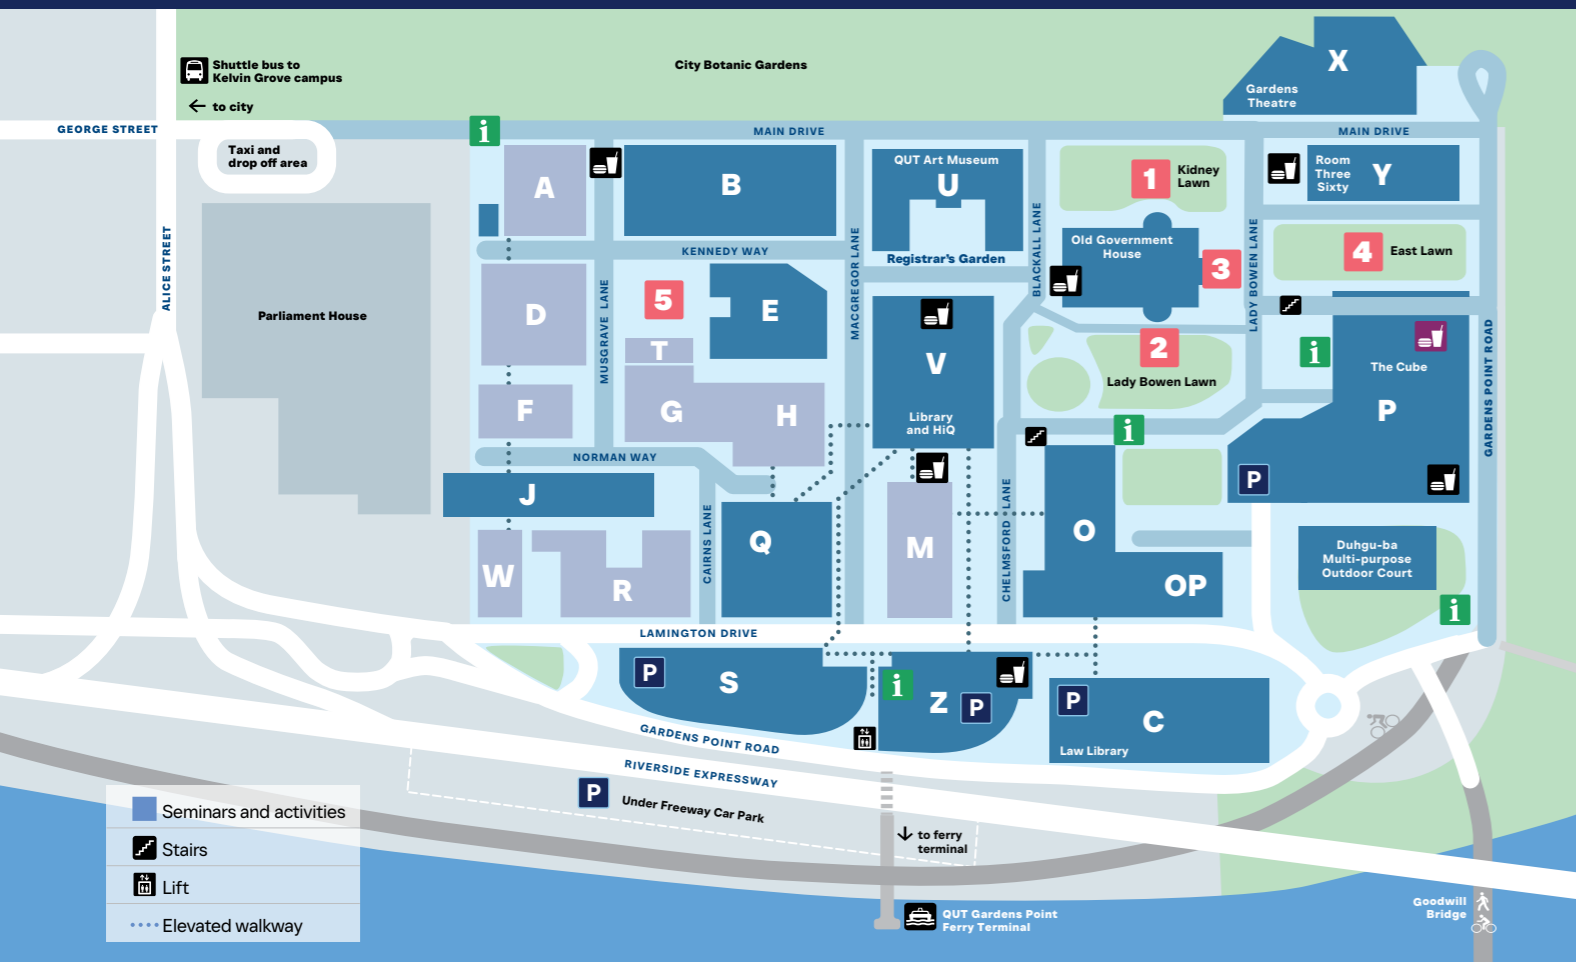 X
Gardens
Theatre
Shuttle bus to
Kelvin Grove campus
City Botanic Gardens
to city
GEORGE STREET
i
MAIN DRIVE
MAIN DRIVE
Taxi and
drop off area
A
B
QUT Art Museum
U
1
Kidney
Lawn
Room
Three
Sixty
Y
ALICE STREET
KENNEDY WAY
MACGREGOR LANE
Registrar's Garden
BLACKALL LANE
Old Government
House
3
LADY BOWEN LANE
4
East Lawn
Parliament House
D
MUSGRAVE LANE
5
E
T
V
2
Lady Bowen Lawn
i
The Cube
P
GARDENS POINT ROAD
F
G
H
Library
and HiQ
i
NORMAN WAY
J
P
CAIRNS LANE
Q
M
CHELMSFORD LANE
O
OP
W
R
Duhgu-ba
Multi-purpose
Outdoor Court
i
LAMINGTON DRIVE
P
S
i
Z
P
P
C
Law Library
GARDENS POINT ROAD
RIVERSIDE EXPRESSWAY
P
Under Freeway Car Park
to ferry
terminal
Seminars and activities
Stairs
Lift
Elevated walkway
QUT Gardens Point
Ferry Terminal
Goodwill
Bridge